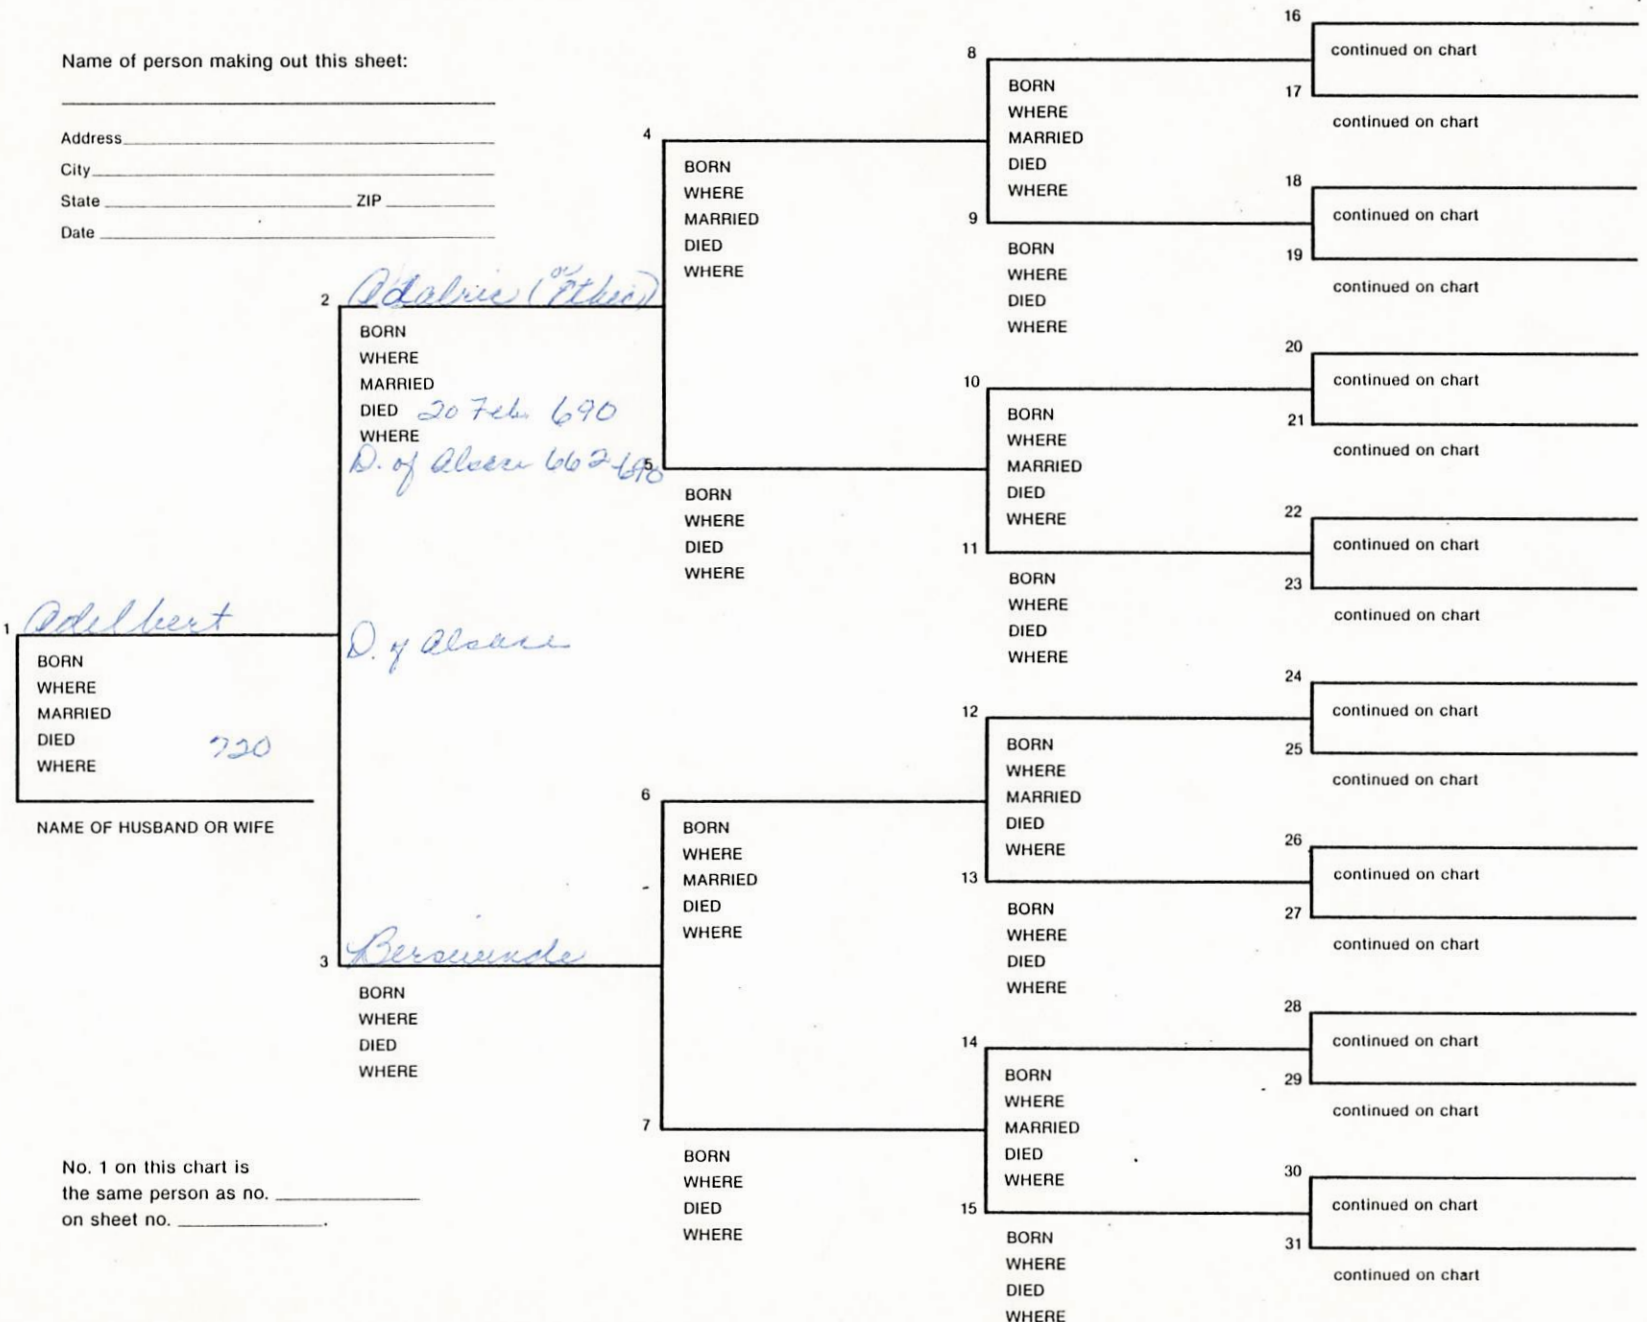 Name of person making out this sheet:
Address
City
State ZIP
Date
1 Adelbert
BORN
WHERE
MARRIED
DIED 720
WHERE
NAME OF HUSBAND OR WIFE
D. of Alsace
No. 1 on this chart is
the same person as no.
on sheet no. .
2 Adalric (or Ethic)
BORN
WHERE
MARRIED
DIED 20 Feb. 690
WHERE
D. of Alsace 662-690
3 Berswinde
BORN
WHERE
DIED
WHERE
4
BORN
WHERE
MARRIED
DIED
WHERE
5
BORN
WHERE
DIED
WHERE
6
BORN
WHERE
MARRIED
DIED
WHERE
7
BORN
WHERE
DIED
WHERE
8
BORN
WHERE
MARRIED
DIED
WHERE
9
BORN
WHERE
DIED
WHERE
10
BORN
WHERE
MARRIED
DIED
WHERE
11
BORN
WHERE
DIED
WHERE
12
BORN
WHERE
MARRIED
DIED
WHERE
13
BORN
WHERE
DIED
WHERE
14
BORN
WHERE
MARRIED
DIED
WHERE
15
BORN
WHERE
DIED
WHERE
16
continued on chart
17
continued on chart
18
continued on chart
19
continued on chart
20
continued on chart
21
continued on chart
22
continued on chart
23
continued on chart
24
continued on chart
25
continued on chart
26
continued on chart
27
continued on chart
28
continued on chart
29
continued on chart
30
continued on chart
31
continued on chart